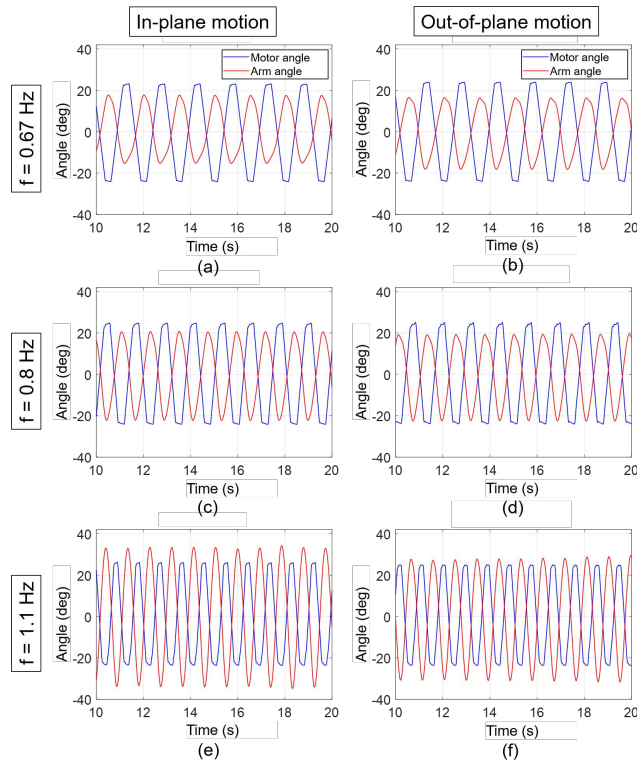 In-plane motion
Out-of-plane motion
f = 0.67 Hz
Angle (deg)
40
20
0
-20
-40
Motor angle
Arm angle
10 12 14 16 18 20
Time (s)
(a)
Angle (deg)
40
20
0
-20
-40
Motor angle
Arm angle
10 12 14 16 18 20
Time (s)
(b)
f = 0.8 Hz
Angle (deg)
40
20
0
-20
-40
10 12 14 16 18 20
Time (s)
(c)
Angle (deg)
40
20
0
-20
-40
10 12 14 16 18 20
Time (s)
(d)
f = 1.1 Hz
Angle (deg)
40
20
0
-20
-40
10 12 14 16 18 20
Time (s)
(e)
Angle (deg)
40
20
0
-20
-40
10 12 14 16 18 20
Time (s)
(f)